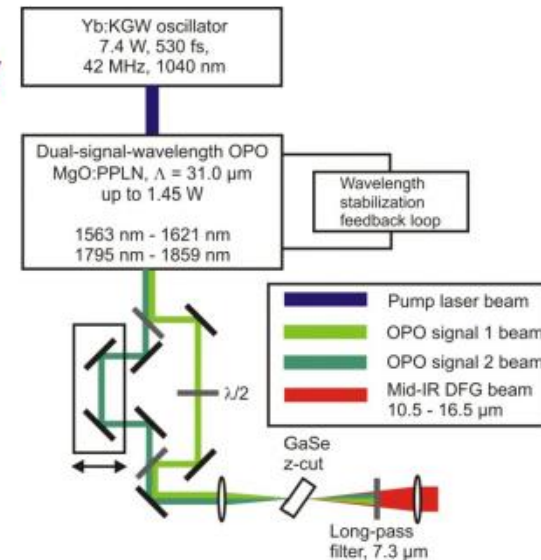 Yb:KGW oscillator
7.4 W, 530 fs,
42 MHz, 1040 nm
Dual-signal-wavelength OPO
MgO:PPLN, Λ = 31.0 µm
up to 1.45 W
1563 nm - 1621 nm
1795 nm - 1859 nm
Wavelength
stabilization
feedback loop
Pump laser beam
OPO signal 1 beam
OPO signal 2 beam
Mid-IR DFG beam
10.5 - 16.5 µm
λ/2
GaSe
z-cut
Long-pass
filter, 7.3 µm